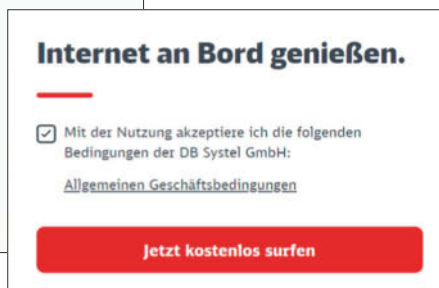 Internet an Bord genießen.
Mit der Nutzung akzeptiere ich die folgenden
Bedingungen der DB Systel GmbH:
Allgemeinen Geschäftsbedingungen
Jetzt kostenlos surfen